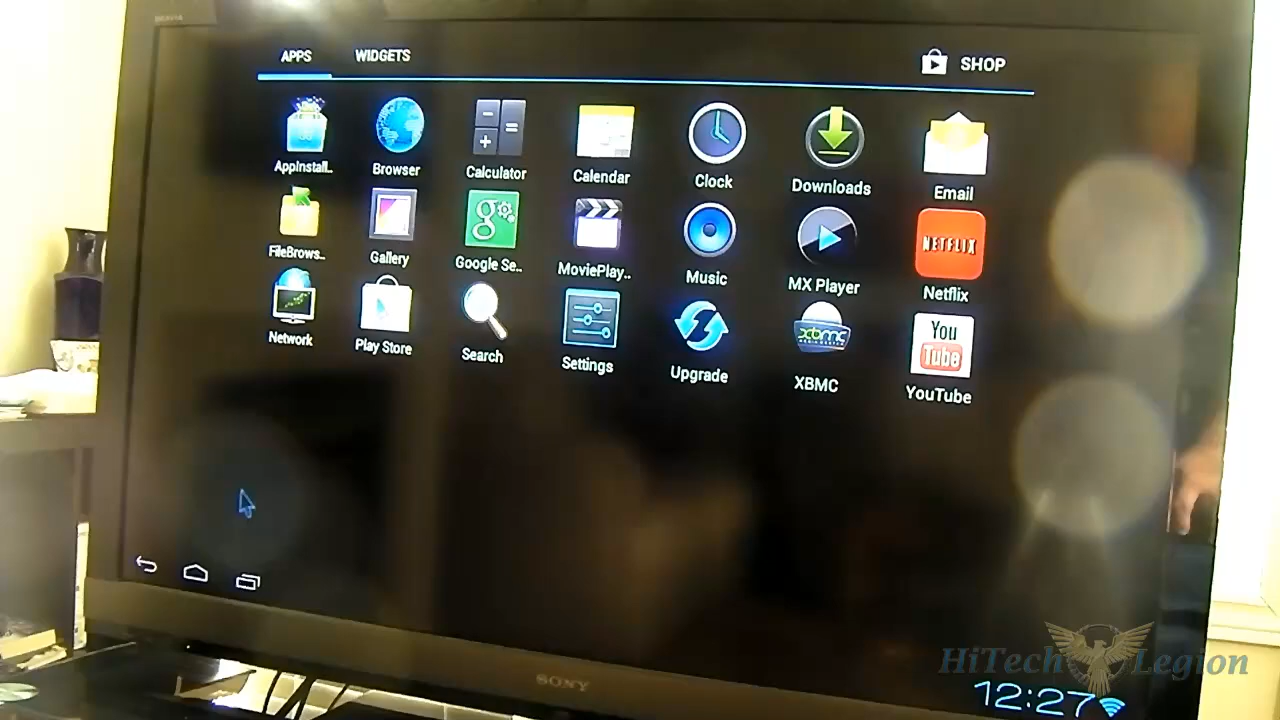 BRAVIA
APPS WIDGETS SHOP
AppInstall.. Browser Calculator Calendar Clock Downloads Email
NETFLIX
FileBrows.. Gallery Google Se.. MoviePlay.. Music MX Player Netflix
xbmc
You
Tube
Network Play Store Search Settings Upgrade XBMC YouTube
SONY
HiTech Legion
12:27